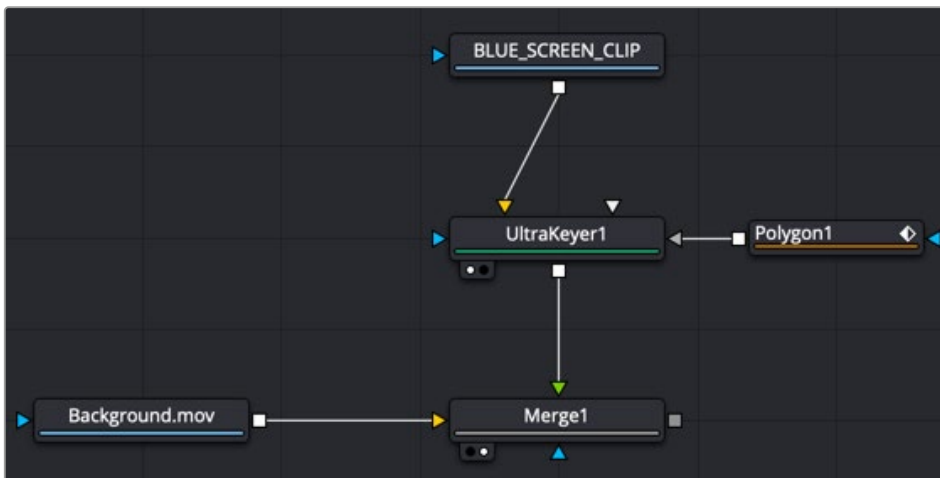 BLUE_SCREEN_CLIP
UltraKeyer1
Polygon1
Background.mov
Merge1